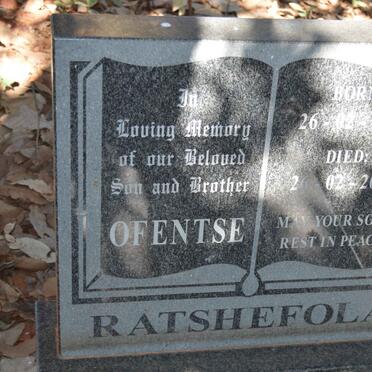 In
Loving Memory
of our Beloved
Son and Brother
OFENTSE
BORN
26-02
DIED:
02-2
MAY YOUR SO
REST IN PEAC
RATSHEFOLA